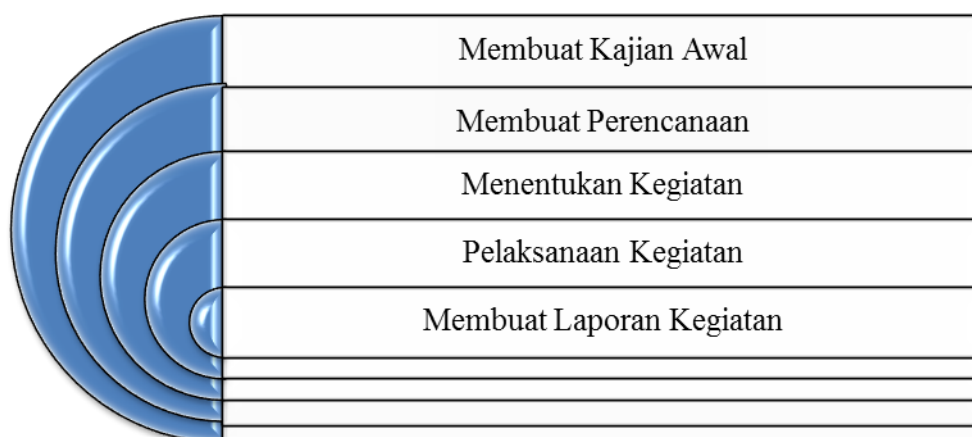 Membuat Kajian Awal
Membuat Perencanaan
Menentukan Kegiatan
Pelaksanaan Kegiatan
Membuat Laporan Kegiatan